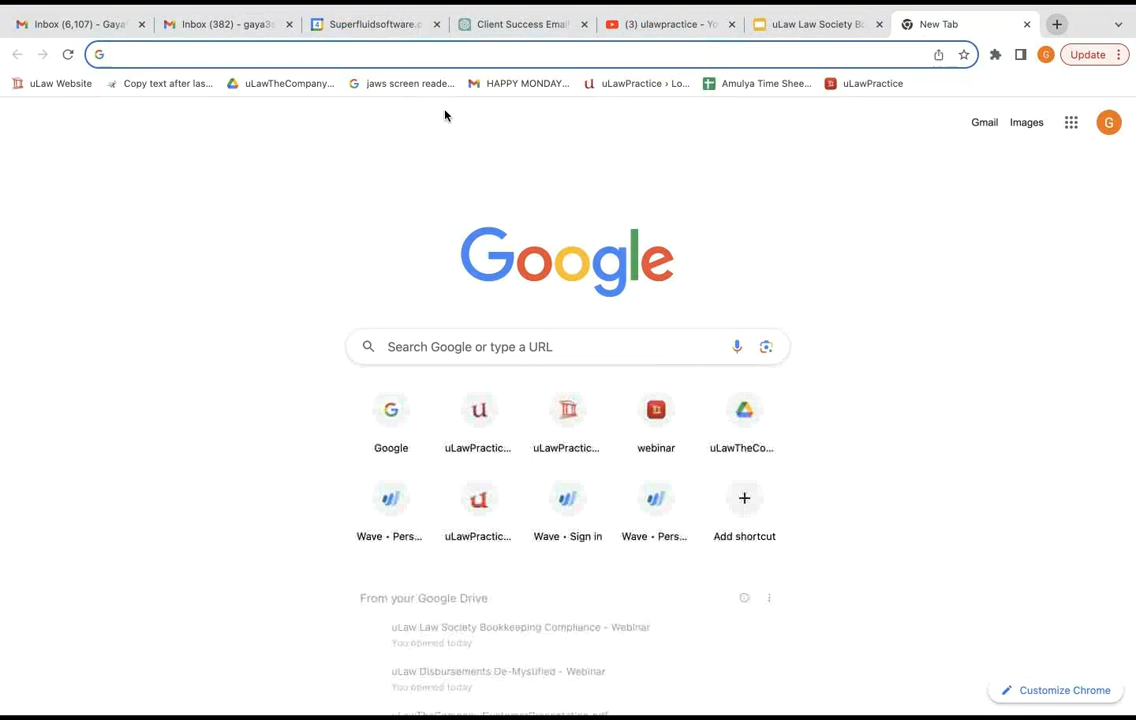 Inbox (6,107) - Gaya
Inbox (382) - gaya3
Superfluidsoftware.c
Client Success Email
(3) ulawpractice - Yo
uLaw Law Society Bo
New Tab
Update
uLaw Website
Copy text after las...
uLawTheCompany...
jaws screen reade...
HAPPY MONDAY...
uLawPractice › Lo...
Amulya Time Shee...
uLawPractice
Gmail
Images
G
Google
Search Google or type a URL
Google
uLawPractic...
uLawPractic...
webinar
uLawTheCo...
Wave • Pers...
uLawPractic...
Wave • Sign in
Wave • Pers...
Add shortcut
From your Google Drive
uLaw Law Society Bookkeeping Compliance - Webinar
You opened today
uLaw Disbursements De-Mystified - Webinar
You opened today
Customize Chrome